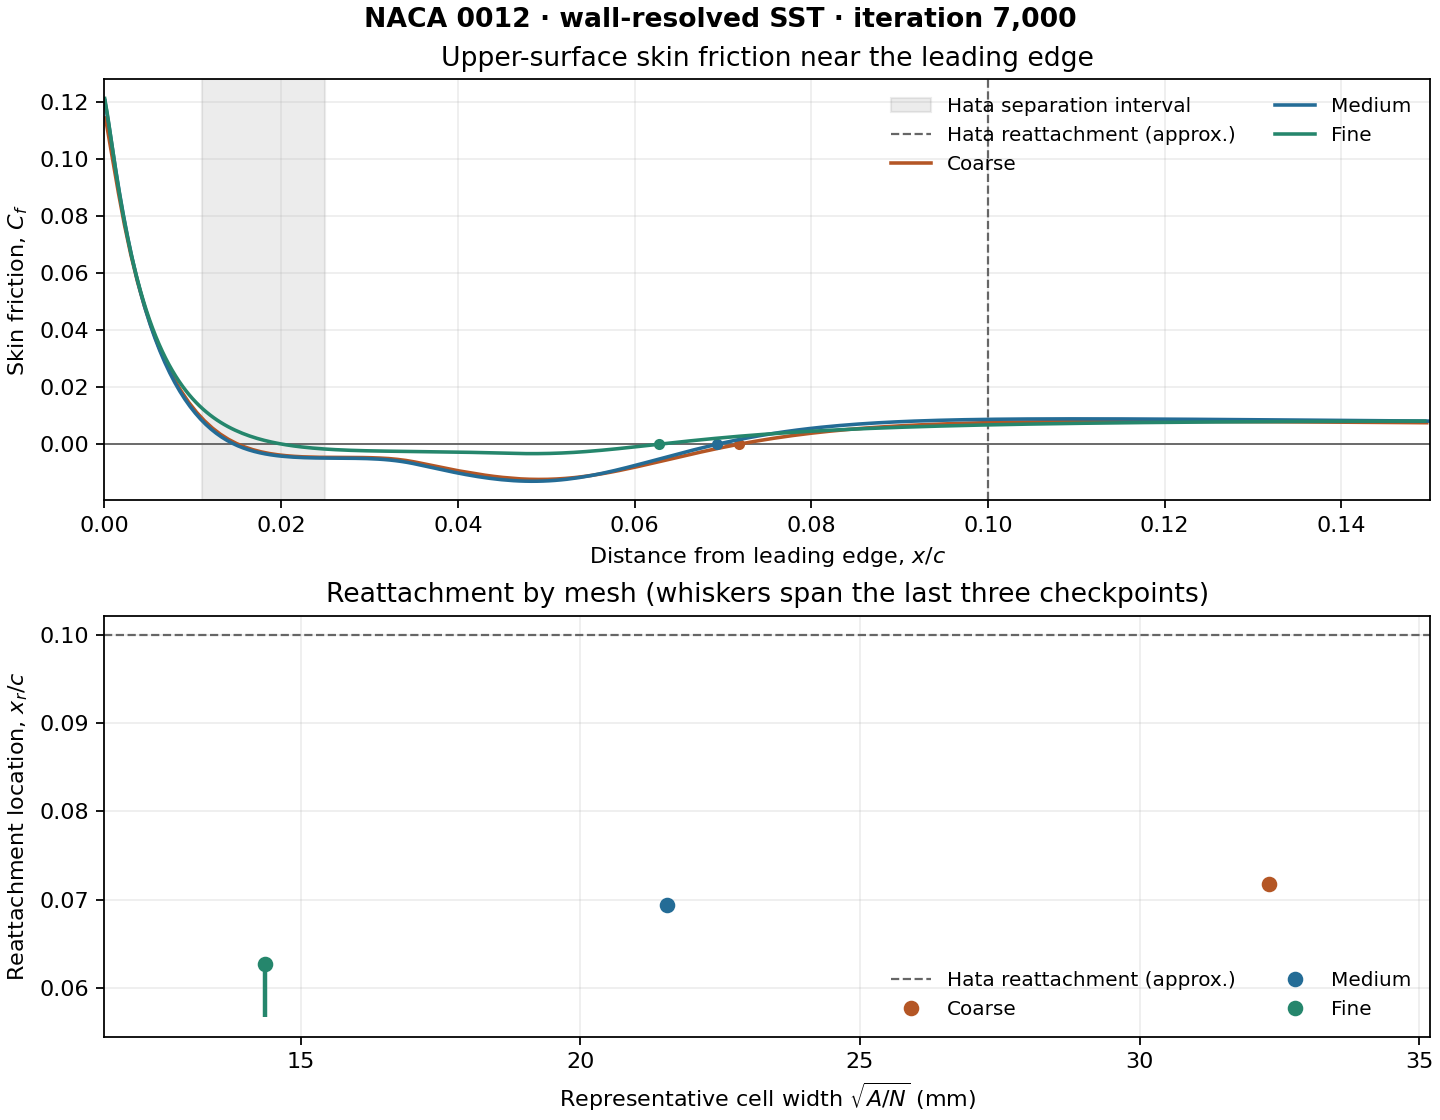 NACA 0012 · wall-resolved SST · iteration 7,000
Upper-surface skin friction near the leading edge
Skin friction, C_f
0.12
0.10
0.08
0.06
0.04
0.02
0.00
Hata separation interval
Hata reattachment (approx.)
Coarse
Medium
Fine
0.00 0.02 0.04 0.06 0.08 0.10 0.12 0.14
Distance from leading edge, x/c
Reattachment by mesh (whiskers span the last three checkpoints)
Reattachment location, x_r/c
0.10
0.09
0.08
0.07
0.06
Hata reattachment (approx.)
Coarse
Medium
Fine
15 20 25 30 35
Representative cell width √A/N (mm)